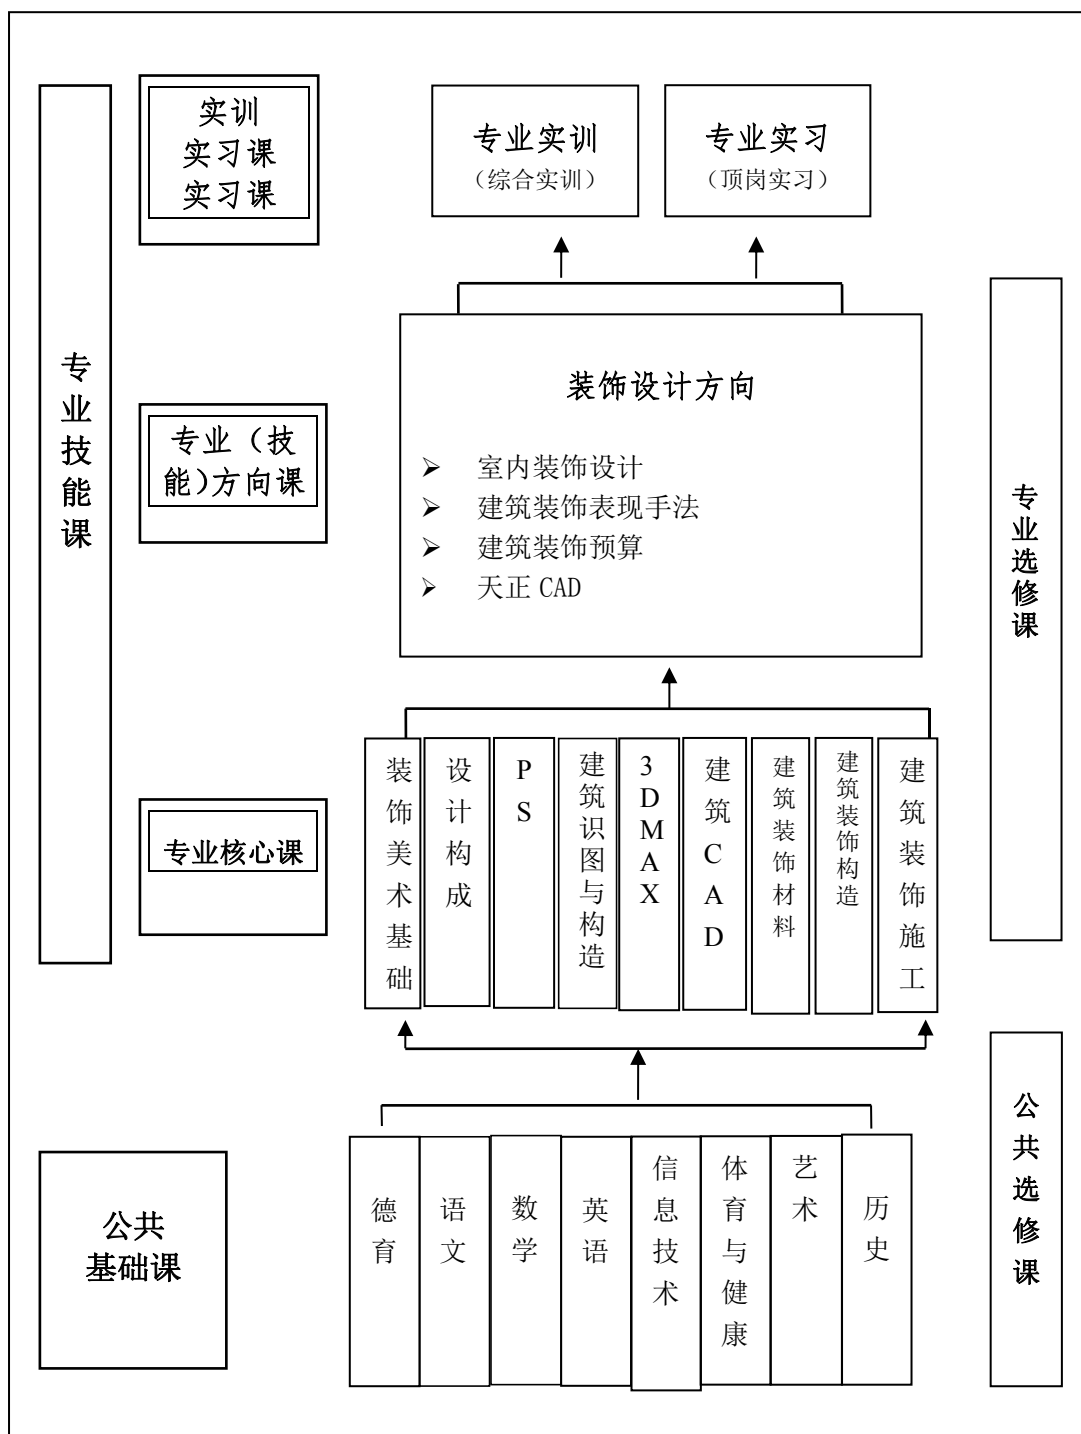 实训
实习课
实习课
专业实训
（综合实训）
专业实习
（顶岗实习）
专业技能课
专业（技
能）方向课
装饰设计方向
➢ 室内装饰设计
➢ 建筑装饰表现手法
➢ 建筑装饰预算
➢ 天正 CAD
专业选修课
专业核心课
装饰美术基础
设计构成
PS
建筑识图与构造
3DMAX
建筑CAD
建筑装饰材料
建筑装饰构造
建筑装饰施工
公共
基础课
德育
语文
数学
英语
信息技术
体育与健康
艺术
历史
公共选修课